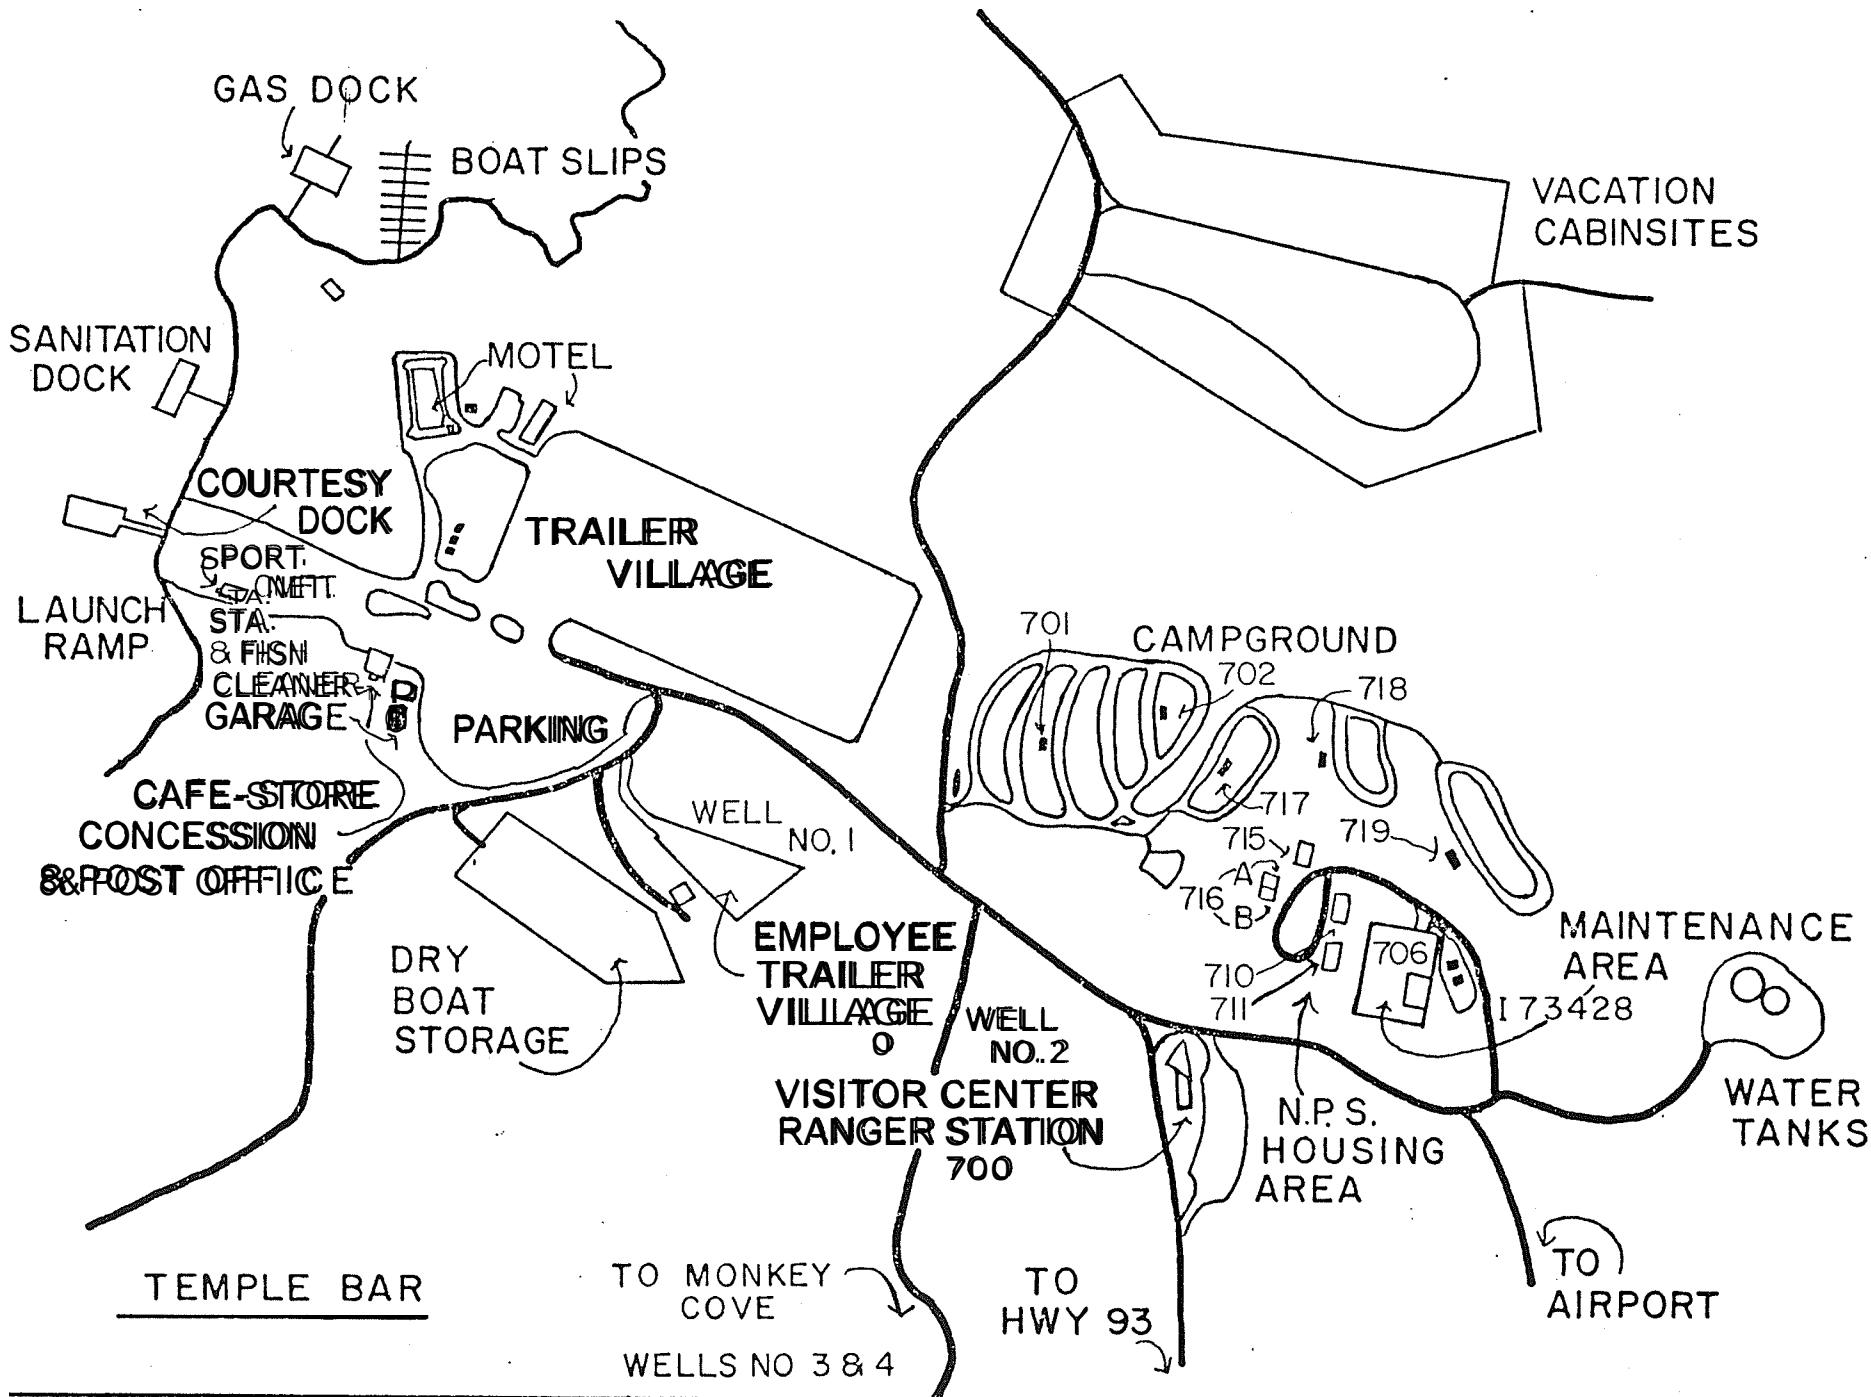 GAS DOCK
BOAT SLIPS
VACATION
CABINSITES
SANITATION
DOCK
MOTEL
COURTESY
DOCK
TRAILER
VILLAGE
SPORT.
STA.
& FISH
CLEANER
GARAGE
LAUNCH
RAMP
PARKING
CAFE-STORE
CONCESSION
& POST OFFICE
WELL
NO. 1
DRY
BOAT
STORAGE
EMPLOYEE
TRAILER
VILLAGE
0
WELL
NO. 2
VISITOR CENTER
RANGER STATION
700
701
CAMPGROUND
702
718
717
715
719
716
A
B
710
711
706
MAINTENANCE
AREA
173428
N.P.S.
HOUSING
AREA
WATER
TANKS
TO
AIRPORT
TO
HWY 93
TO MONKEY
COVE
WELLS NO 3 & 4
TEMPLE BAR